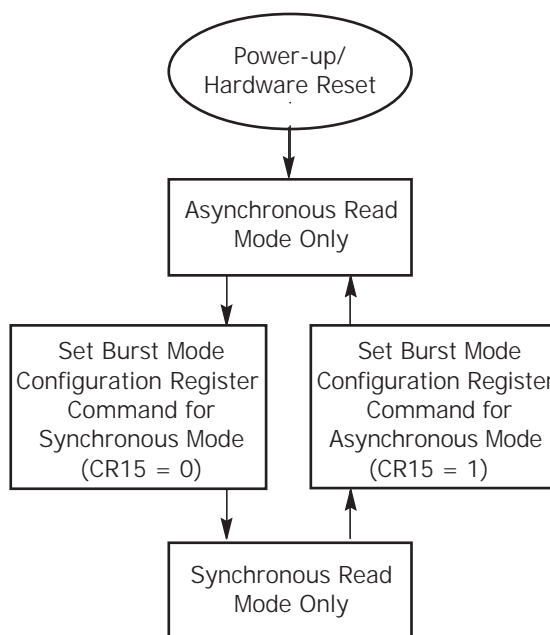 Power-up/
Hardware Reset
Asynchronous Read
Mode Only
Set Burst Mode
Configuration Register
Command for
Synchronous Mode
(CR15 = 0)
Set Burst Mode
Configuration Register
Command for
Asynchronous Mode
(CR15 = 1)
Synchronous Read
Mode Only